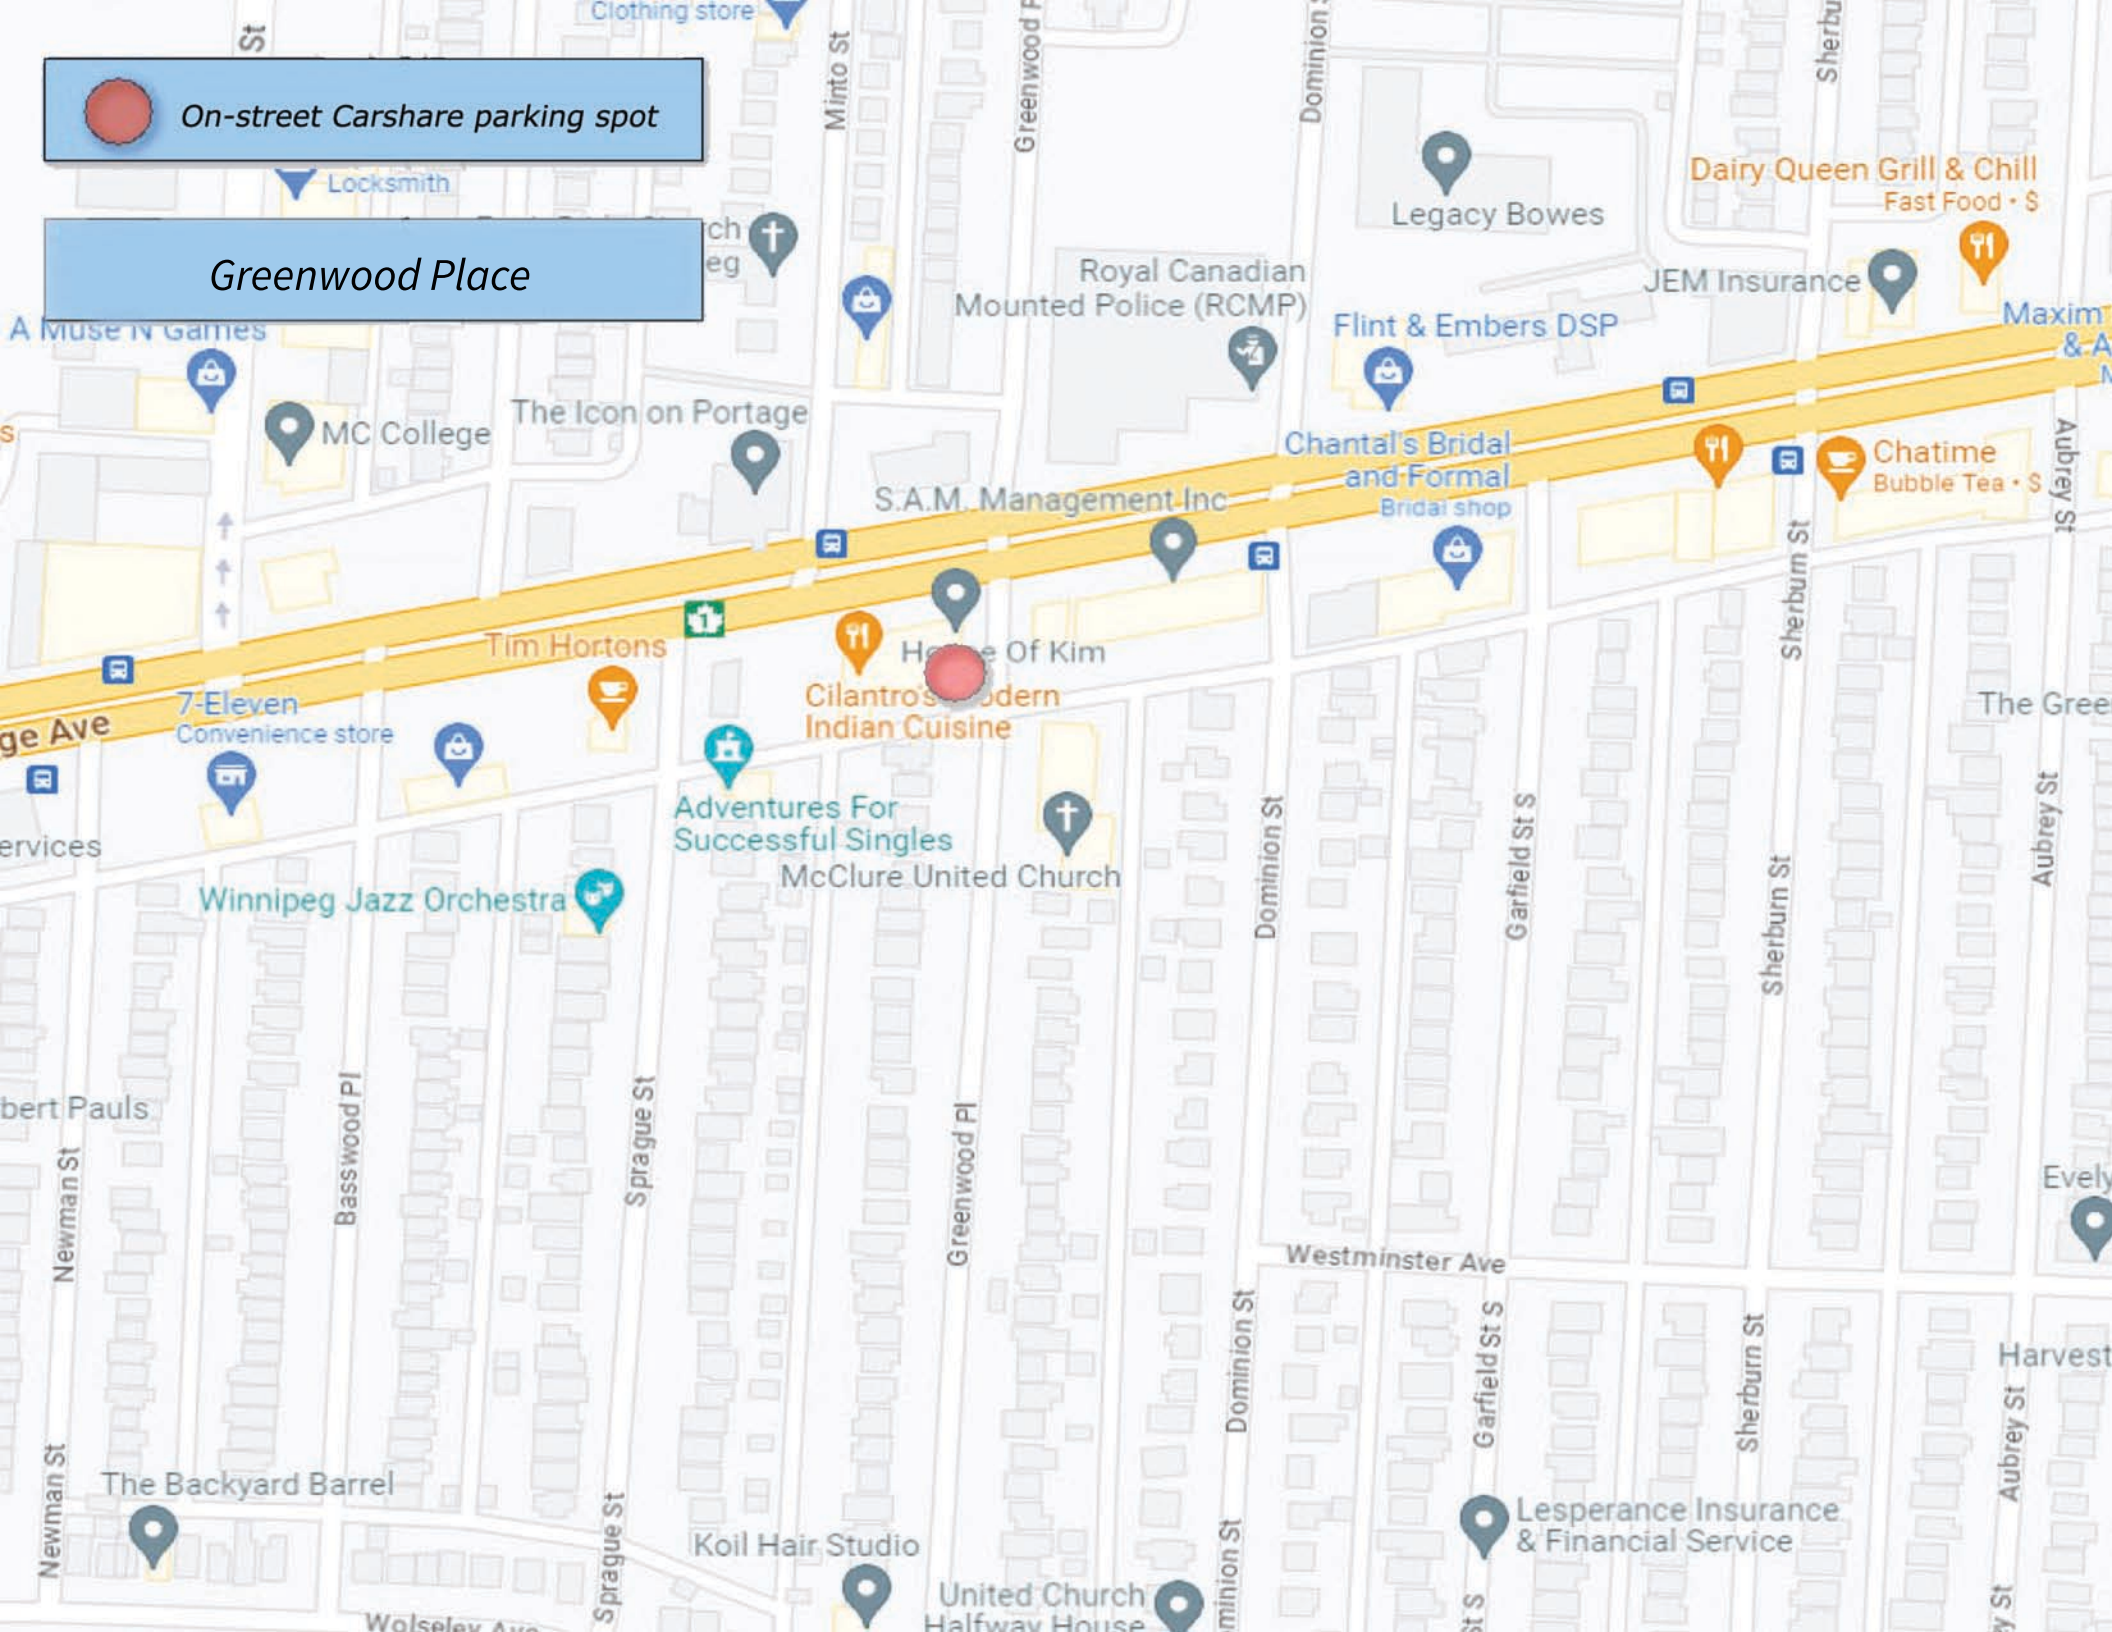 Clothing store
St
Minto St
Greenwood
Dominion
On-street Carshare parking spot
Locksmith
Greenwood Place
A Muse N Games
Legacy Bowes
Dairy Queen Grill & Chill
Fast Food • $
JEM Insurance
Royal Canadian
Mounted Police (RCMP)
Flint & Embers DSP
Maxim
& A
MC College
The Icon on Portage
Chantal's Bridal
and Formal
Bridal shop
Chatime
Bubble Tea • $
Aubrey St
S.A.M. Management Inc
Sherburn St
1
Tim Hortons
Of Kim
Cilantro's
Indian Cuisine
7-Eleven
Convenience store
ge Ave
The Gree
Adventures For
Successful Singles
McClure United Church
ervices
Winnipeg Jazz Orchestra
Dominion St
Garfield St S
Sherburn St
Aubrey St
bert Pauls
Newman St
Basswood Pl
Sprague St
Greenwood Pl
Westminster Ave
Evely
Dominion St
Garfield St S
Sherburn St
Harvest
Aubrey St
The Backyard Barrel
Newman St
Sprague St
Koil Hair Studio
United Church
Halfway House
minion St
Lesperance Insurance
& Financial Service
St S
y St
Wolseley Ave